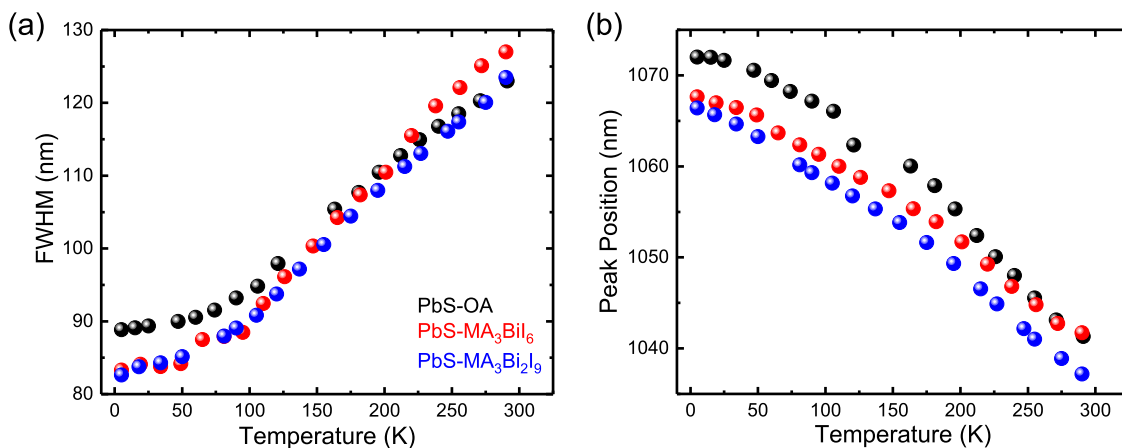 (a)
FWHM (nm)
130
120
110
100
90
80
0 50 100 150 200 250 300
Temperature (K)
PbS-OA
PbS-MA₃BiI₆
PbS-MA₃Bi₂I₉
(b)
Peak Position (nm)
1070
1060
1050
1040
0 50 100 150 200 250 300
Temperature (K)